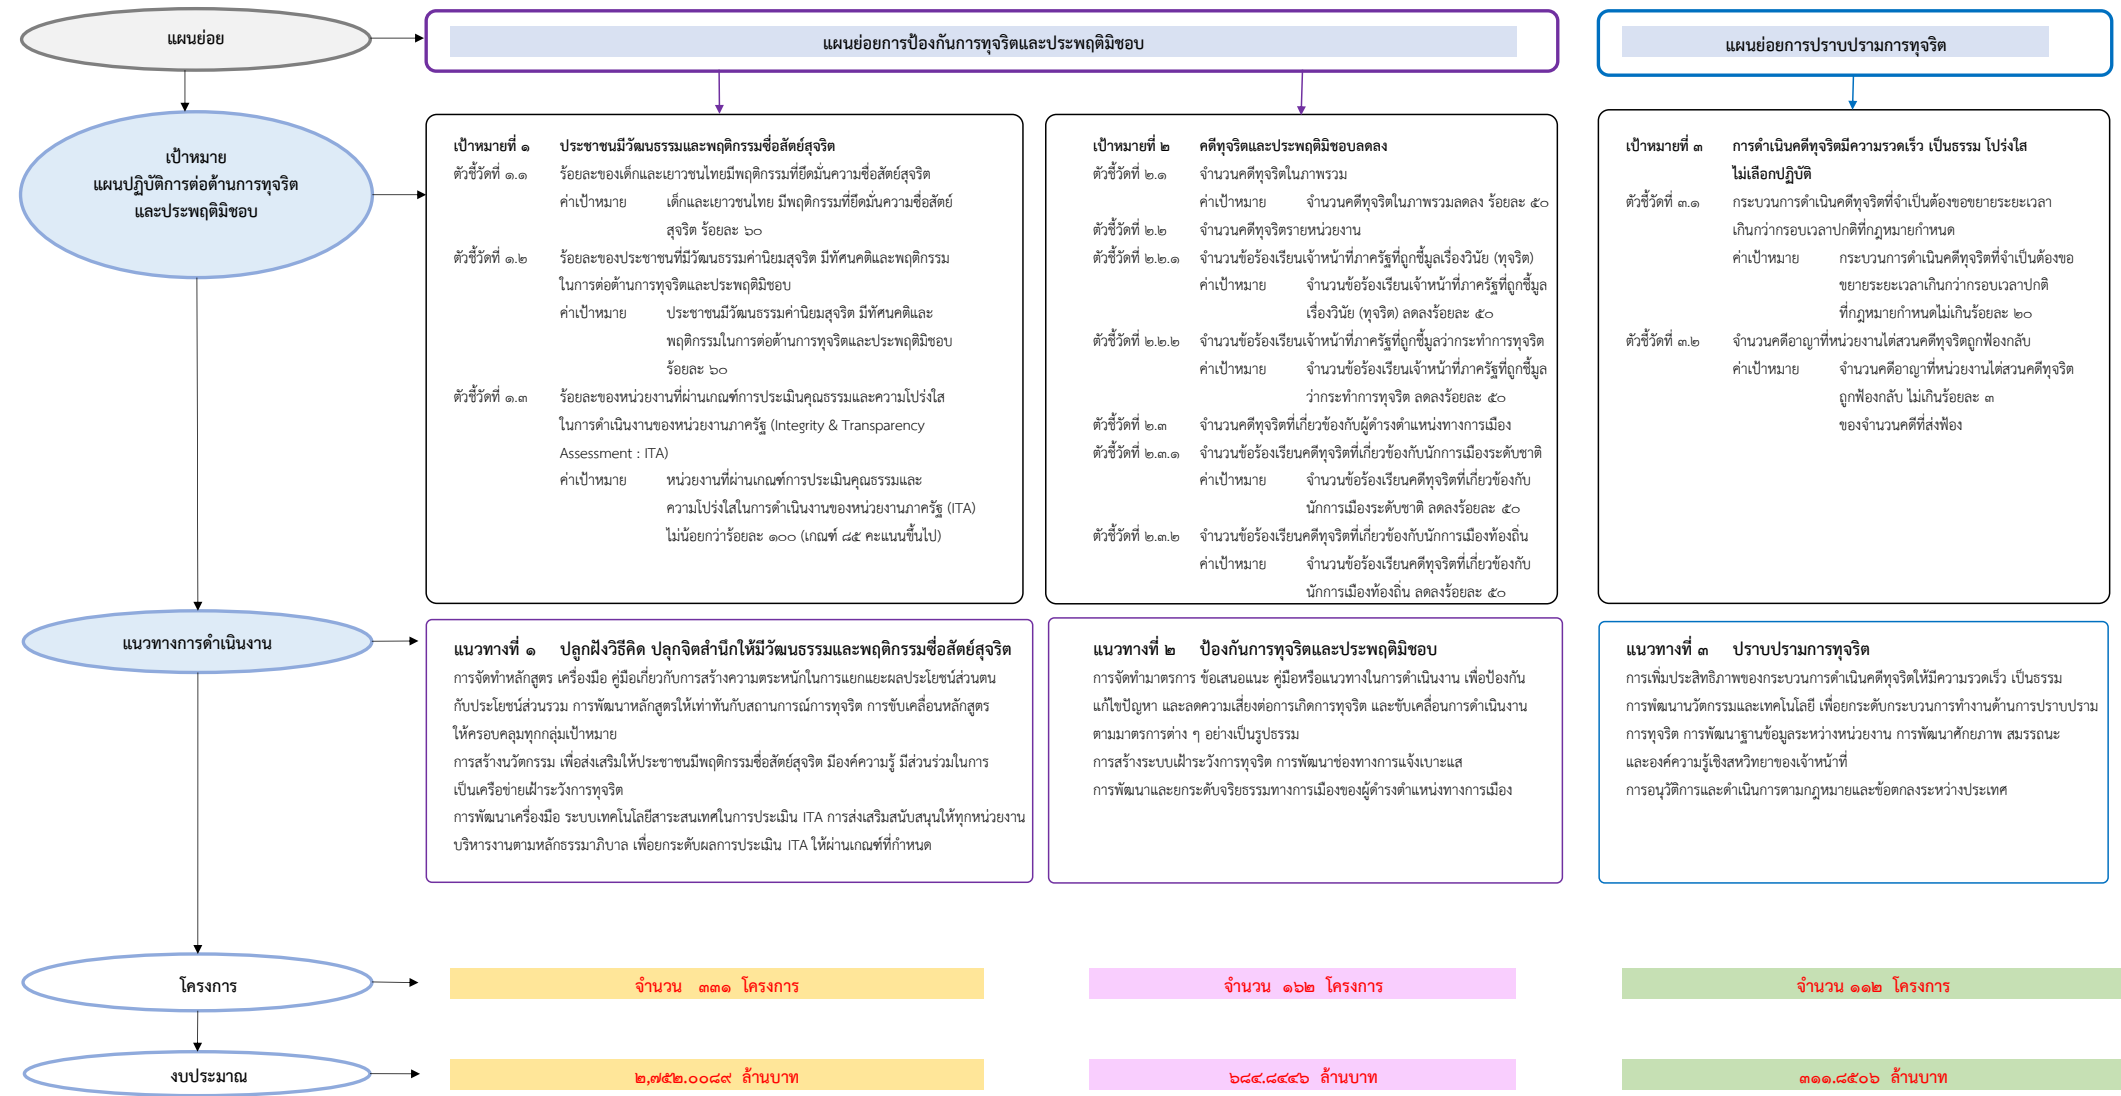 แผนย่อย
แผนย่อยการป้องกันการทุจริตและประพฤติมิชอบ
แผนย่อยการปราบปรามการทุจริต
เป้าหมาย
แผนปฏิบัติการต่อต้านการทุจริต
และประพฤติมิชอบ
เป้าหมายที่ ๑ ประชาชนมีวัฒนธรรมและพฤติกรรมซื่อสัตย์สุจริต
ตัวชี้วัดที่ ๑.๑ ร้อยละของเด็กและเยาวชนไทยมีพฤติกรรมที่ยึดมั่นความซื่อสัตย์สุจริต
ค่าเป้าหมาย เด็กและเยาวชนไทย มีพฤติกรรมที่ยึดมั่นความซื่อสัตย์
สุจริต ร้อยละ ๖๐
ตัวชี้วัดที่ ๑.๒ ร้อยละของประชาชนที่มีวัฒนธรรมค่านิยมสุจริต มีทัศนคติและพฤติกรรม
ในการต่อต้านการทุจริตและประพฤติมิชอบ
ค่าเป้าหมาย ประชาชนมีวัฒนธรรมค่านิยมสุจริต มีทัศนคติและ
พฤติกรรมในการต่อต้านการทุจริตและประพฤติมิชอบ
ร้อยละ ๖๐
ตัวชี้วัดที่ ๑.๓ ร้อยละของหน่วยงานที่ผ่านเกณฑ์การประเมินคุณธรรมและความโปร่งใส
ในการดำเนินงานของหน่วยงานภาครัฐ (Integrity & Transparency
Assessment : ITA)
ค่าเป้าหมาย หน่วยงานที่ผ่านเกณฑ์การประเมินคุณธรรมและ
ความโปร่งใสในการดำเนินงานของหน่วยงานภาครัฐ (ITA)
ไม่น้อยกว่าร้อยละ ๑๐๐ (เกณฑ์ ๘๕ คะแนนขึ้นไป)
เป้าหมายที่ ๒ คดีทุจริตและประพฤติมิชอบลดลง
ตัวชี้วัดที่ ๒.๑ จำนวนคดีทุจริตในภาพรวม
ค่าเป้าหมาย จำนวนคดีทุจริตในภาพรวมลดลง ร้อยละ ๕๐
ตัวชี้วัดที่ ๒.๒ จำนวนคดีทุจริตรายหน่วยงาน
ตัวชี้วัดที่ ๒.๒.๑ จำนวนข้อร้องเรียนเจ้าหน้าที่ภาครัฐที่ถูกชี้มูลเรื่องวินัย (ทุจริต)
ค่าเป้าหมาย จำนวนข้อร้องเรียนเจ้าหน้าที่ภาครัฐที่ถูกชี้มูล
เรื่องวินัย (ทุจริต) ลดลงร้อยละ ๕๐
ตัวชี้วัดที่ ๒.๒.๒ จำนวนข้อร้องเรียนเจ้าหน้าที่ภาครัฐที่ถูกชี้มูลว่ากระทำการทุจริต
ค่าเป้าหมาย จำนวนข้อร้องเรียนเจ้าหน้าที่ภาครัฐที่ถูกชี้มูล
ว่ากระทำการทุจริต ลดลงร้อยละ ๕๐
ตัวชี้วัดที่ ๒.๓ จำนวนคดีทุจริตที่เกี่ยวข้องกับผู้ดำรงตำแหน่งทางการเมือง
ตัวชี้วัดที่ ๒.๓.๑ จำนวนข้อร้องเรียนคดีทุจริตที่เกี่ยวข้องกับนักการเมืองระดับชาติ
ค่าเป้าหมาย จำนวนข้อร้องเรียนคดีทุจริตที่เกี่ยวข้องกับ
นักการเมืองระดับชาติ ลดลงร้อยละ ๕๐
ตัวชี้วัดที่ ๒.๓.๒ จำนวนข้อร้องเรียนคดีทุจริตที่เกี่ยวข้องกับนักการเมืองท้องถิ่น
ค่าเป้าหมาย จำนวนข้อร้องเรียนคดีทุจริตที่เกี่ยวข้องกับ
นักการเมืองท้องถิ่น ลดลงร้อยละ ๕๐
เป้าหมายที่ ๓ การดำเนินคดีทุจริตมีความรวดเร็ว เป็นธรรม โปร่งใส
ไม่เลือกปฏิบัติ
ตัวชี้วัดที่ ๓.๑ กระบวนการดำเนินคดีทุจริตที่จำเป็นต้องขอขยายระยะเวลา
เกินกว่ากรอบเวลาปกติที่กฎหมายกำหนด
ค่าเป้าหมาย กระบวนการดำเนินคดีทุจริตที่จำเป็นต้องขอ
ขยายระยะเวลาเกินกว่ากรอบเวลาปกติ
ที่กฎหมายกำหนดไม่เกินร้อยละ ๒๐
ตัวชี้วัดที่ ๓.๒ จำนวนคดีอาญาที่หน่วยงานไต่สวนคดีทุจริตถูกฟ้องกลับ
ค่าเป้าหมาย จำนวนคดีอาญาที่หน่วยงานไต่สวนคดีทุจริต
ถูกฟ้องกลับ ไม่เกินร้อยละ ๓
ของจำนวนคดีที่ส่งฟ้อง
แนวทางการดำเนินงาน
แนวทางที่ ๑ ปลูกฝังวิธีคิด ปลุกจิตสำนึกให้มีวัฒนธรรมและพฤติกรรมซื่อสัตย์สุจริต
การจัดทำหลักสูตร เครื่องมือ คู่มือเกี่ยวกับการสร้างความตระหนักในการแยกแยะผลประโยชน์ส่วนตน
กับประโยชน์ส่วนรวม การพัฒนาหลักสูตรให้เท่าทันกับสถานการณ์การทุจริต การขับเคลื่อนหลักสูตร
ให้ครอบคลุมทุกกลุ่มเป้าหมาย
การสร้างนวัตกรรม เพื่อส่งเสริมให้ประชาชนมีพฤติกรรมซื่อสัตย์สุจริต มีองค์ความรู้ มีส่วนร่วมในการ
เป็นเครือข่ายเฝ้าระวังการทุจริต
การพัฒนาเครื่องมือ ระบบเทคโนโลยีสาระสนเทศในการประเมิน ITA การส่งเสริมสนับสนุนให้ทุกหน่วยงาน
บริหารงานตามหลักธรรมาภิบาล เพื่อยกระดับผลการประเมิน ITA ให้ผ่านเกณฑ์ที่กำหนด
แนวทางที่ ๒ ป้องกันการทุจริตและประพฤติมิชอบ
การจัดทำมาตรการ ข้อเสนอแนะ คู่มือหรือแนวทางในการดำเนินงาน เพื่อป้องกัน
แก้ไขปัญหา และลดความเสี่ยงต่อการเกิดการทุจริต และขับเคลื่อนการดำเนินงาน
ตามมาตรการต่าง ๆ อย่างเป็นรูปธรรม
การสร้างระบบเฝ้าระวังการทุจริต การพัฒนาช่องทางการแจ้งเบาะแส
การพัฒนาและยกระดับจริยธรรมทางการเมืองของผู้ดำรงตำแหน่งทางการเมือง
แนวทางที่ ๓ ปราบปรามการทุจริต
การเพิ่มประสิทธิภาพของกระบวนการดำเนินคดีทุจริตให้มีความรวดเร็ว เป็นธรรม
การพัฒนานวัตกรรมและเทคโนโลยี เพื่อยกระดับกระบวนการทำงานด้านการปราบปราม
การทุจริต การพัฒนาฐานข้อมูลระหว่างหน่วยงาน การพัฒนาศักยภาพ สมรรถนะ
และองค์ความรู้เชิงสหวิทยาของเจ้าหน้าที่
การอนุวัติการและดำเนินการตามกฎหมายและข้อตกลงระหว่างประเทศ
โครงการ
จำนวน ๓๓๑ โครงการ
จำนวน ๑๖๒ โครงการ
จำนวน ๑๑๒ โครงการ
งบประมาณ
๒,๗๕๒.๐๐๘๙ ล้านบาท
๖๘๔.๘๔๔๖ ล้านบาท
๓๑๑.๘๕๐๖ ล้านบาท